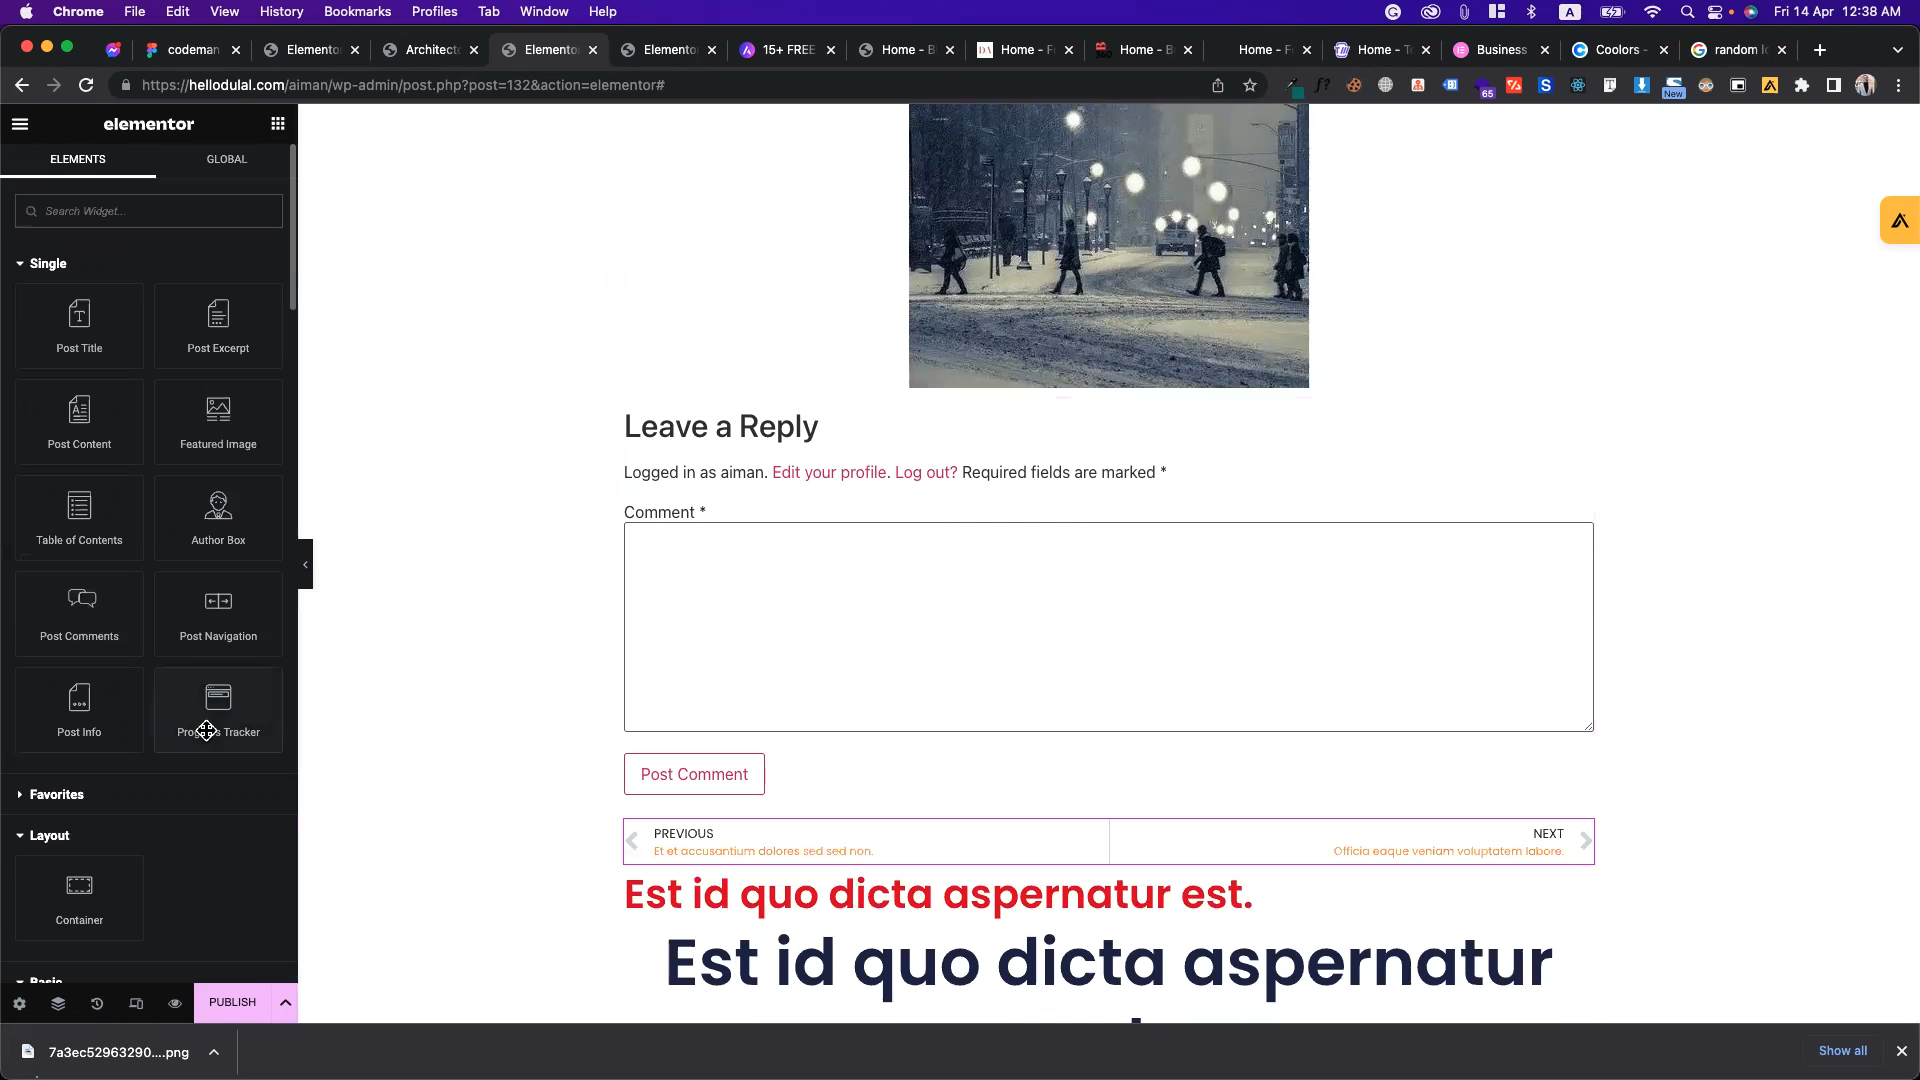 Chrome File Edit View History Bookmarks Profiles Tab Window Help
A
Fri 14 Apr 12:38 AM
codeman
Elemento
Architect
Elemento
Elemento
15+ FREE
Home - B
Home - F
Home - B
Home - F
Home - T
Business
Coolors -
random
https://hellodulal.com/aiman/wp-admin/post.php?post=132&action=elementor#
65
New
elementor
ELEMENTS
GLOBAL
Search Widget...
Single
Post Title
Post Excerpt
Post Content
Featured Image
Table of Contents
Author Box
Post Comments
Post Navigation
Post Info
Tracker
Favorites
Layout
Container
Basic
PUBLISH
Leave a Reply
Logged in as aiman. Edit your profile. Log out? Required fields are marked *
Comment *
Post Comment
PREVIOUS
Et et accusantium dolores sed sed non.
NEXT
Officia eaque veniam voluptatem labore.
Est id quo dicta aspernatur est.
Est id quo dicta aspernatur
7a3ec52963290....png
Show all